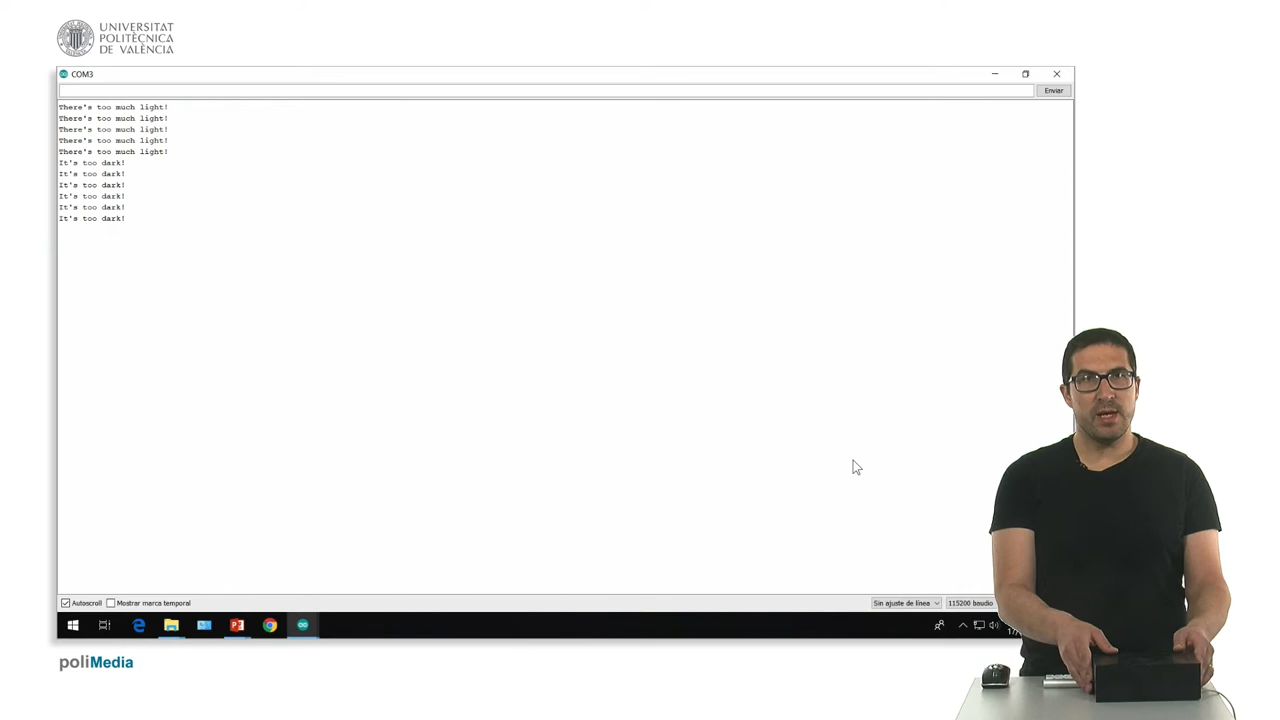 UNIVERSITAT
POLITÈCNICA
DE VALÈNCIA
COM3
Enviar
There's too much light!
There's too much light!
There's too much light!
There's too much light!
There's too much light!
It's too dark!
It's too dark!
It's too dark!
It's too dark!
It's too dark!
It's too dark!
Autoscroll
Mostrar marca temporal
Sin ajuste de línea
115200 baudio
17/
poliMedia